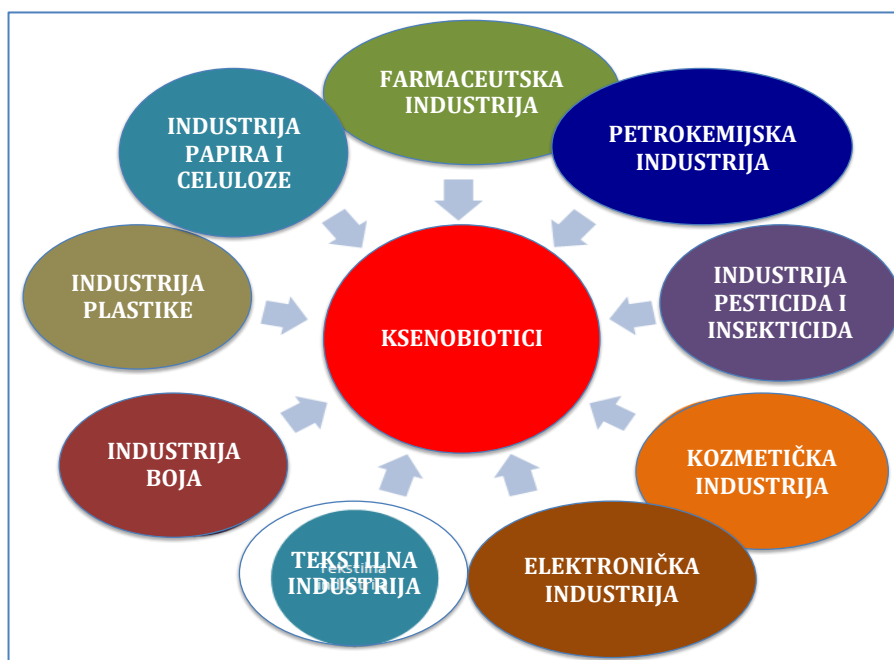 FARMACEUTSKA
INDUSTRIJA
PETROKEMIJSKA
INDUSTRIJA
INDUSTRIJA
PAPIRA I
CELULOZE
INDUSTRIJA
PLASTIKE
INDUSTRIJA
PESTICIDA I
INSEKTICIDA
KSENOBIOTICI
INDUSTRIJA
BOJA
KOZMETIČKA
INDUSTRIJA
TEKSTILNA
INDUSTRIJA
Tekstilna
ELEKTRONIČKA
INDUSTRIJA